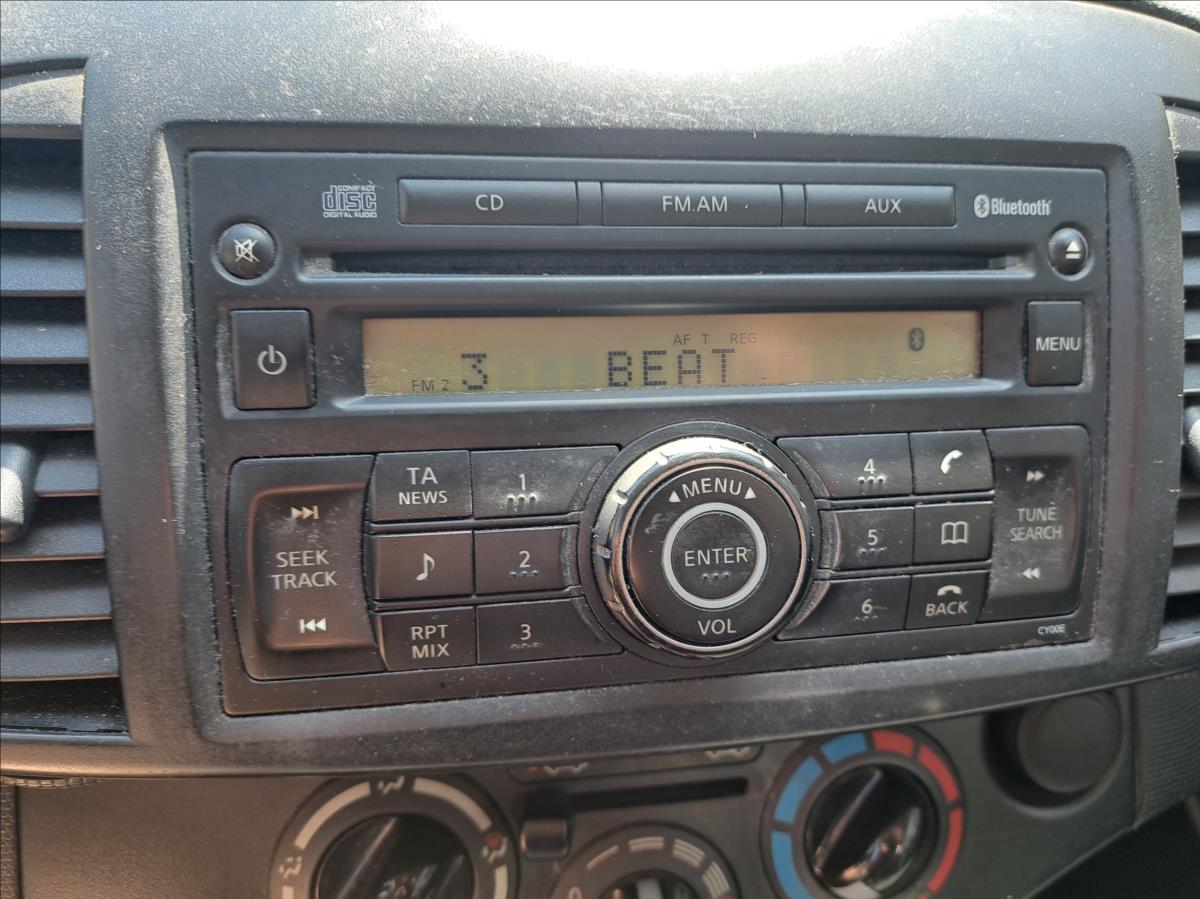 COMPACT
disc
DIGITAL AUDIO
CD
FM.AM
AUX
Bluetooth
AF T REG
FM 2 3 BEAT
MENU
SEEK
TRACK
TA
NEWS
1
2
RPT
MIX
3
MENU
ENTER
VOL
4
5
6
BACK
TUNE
SEARCH
CY00E